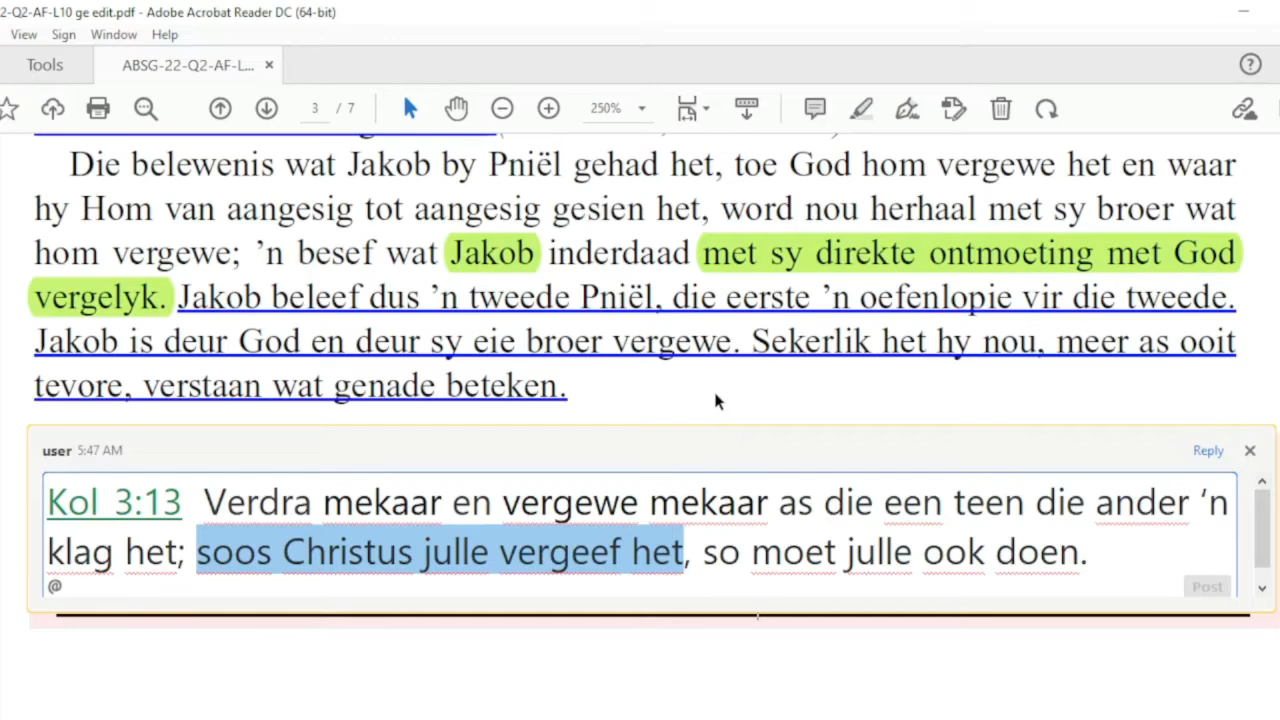 2-Q2-AF-L10 ge edit.pdf - Adobe Acrobat Reader DC (64-bit)
View Sign Window Help
Tools ABSG-22-Q2-AF-L... ×
3 / 7 250%
Die belewenis wat Jakob by Pniël gehad het, toe God hom vergewe het en waar
hy Hom van aangesig tot aangesig gesien het, word nou herhaal met sy broer wat
hom vergewe; ’n besef wat Jakob inderdaad met sy direkte ontmoeting met God
vergelyk. Jakob beleef dus ’n tweede Pniël, die eerste ’n oefenlopie vir die tweede.
Jakob is deur God en deur sy eie broer vergewe. Sekerlik het hy nou, meer as ooit
tevore, verstaan wat genade beteken.
user 5:47 AM Reply ×
Kol 3:13 Verdra mekaar en vergewe mekaar as die een teen die ander ‘n
klag het; soos Christus julle vergeef het, so moet julle ook doen.
@ Post